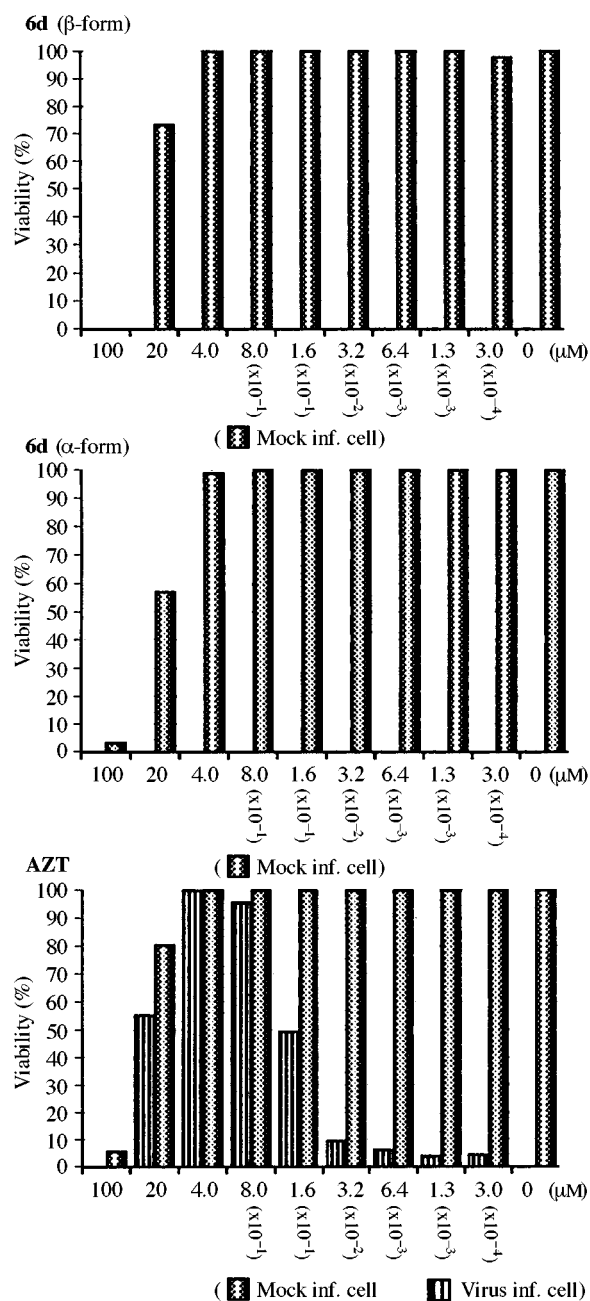 6d (β-form)
100
90
80
70
60
50
40
30
20
10
0
Viability (%)
100 20 4.0 8.0 1.6 3.2 6.4 1.3 3.0 0 (μM)
(x10⁻¹) (x10⁻¹) (x10⁻²) (x10⁻³) (x10⁻³) (x10⁻⁴)
( Mock inf. cell)
6d (α-form)
100
90
80
70
60
50
40
30
20
10
0
Viability (%)
100 20 4.0 8.0 1.6 3.2 6.4 1.3 3.0 0 (μM)
(x10⁻¹) (x10⁻¹) (x10⁻²) (x10⁻³) (x10⁻³) (x10⁻⁴)
( Mock inf. cell)
AZT
100
90
80
70
60
50
40
30
20
10
0
Viability (%)
100 20 4.0 8.0 1.6 3.2 6.4 1.3 3.0 0 (μM)
(x10⁻¹) (x10⁻¹) (x10⁻²) (x10⁻³) (x10⁻³) (x10⁻⁴)
( Mock inf. cell Virus inf. cell)